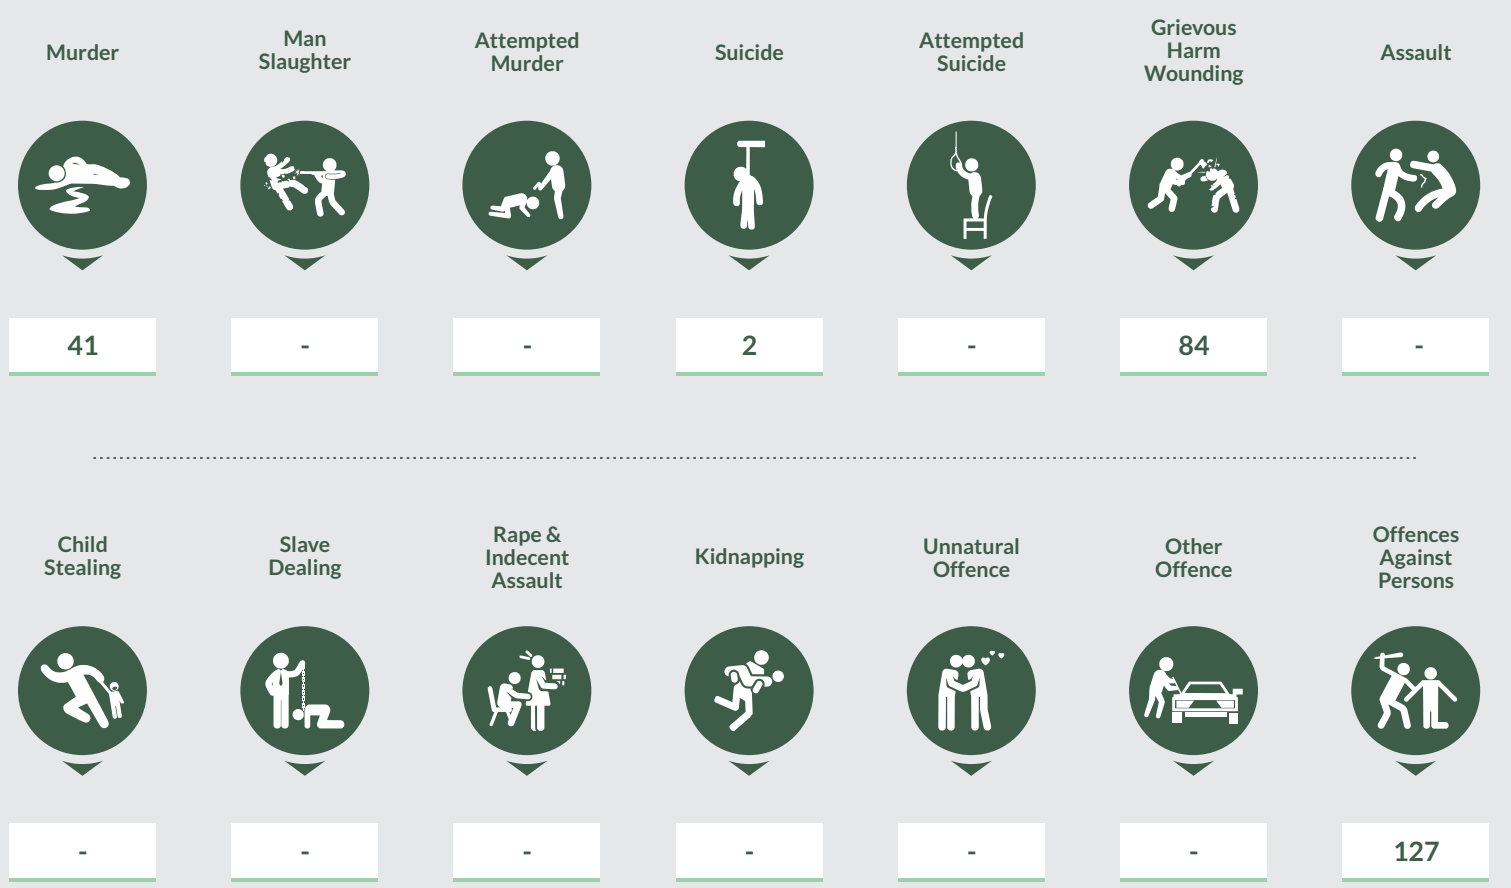 Murder
Man
Slaughter
Attempted
Murder
Suicide
Attempted
Suicide
Grievous
Harm
Wounding
Assault
41
-
-
2
-
84
-
Child
Stealing
Slave
Dealing
Rape &
Indecent
Assault
Kidnapping
Unnatural
Offence
Other
Offence
Offences
Against
Persons
-
-
-
-
-
-
127